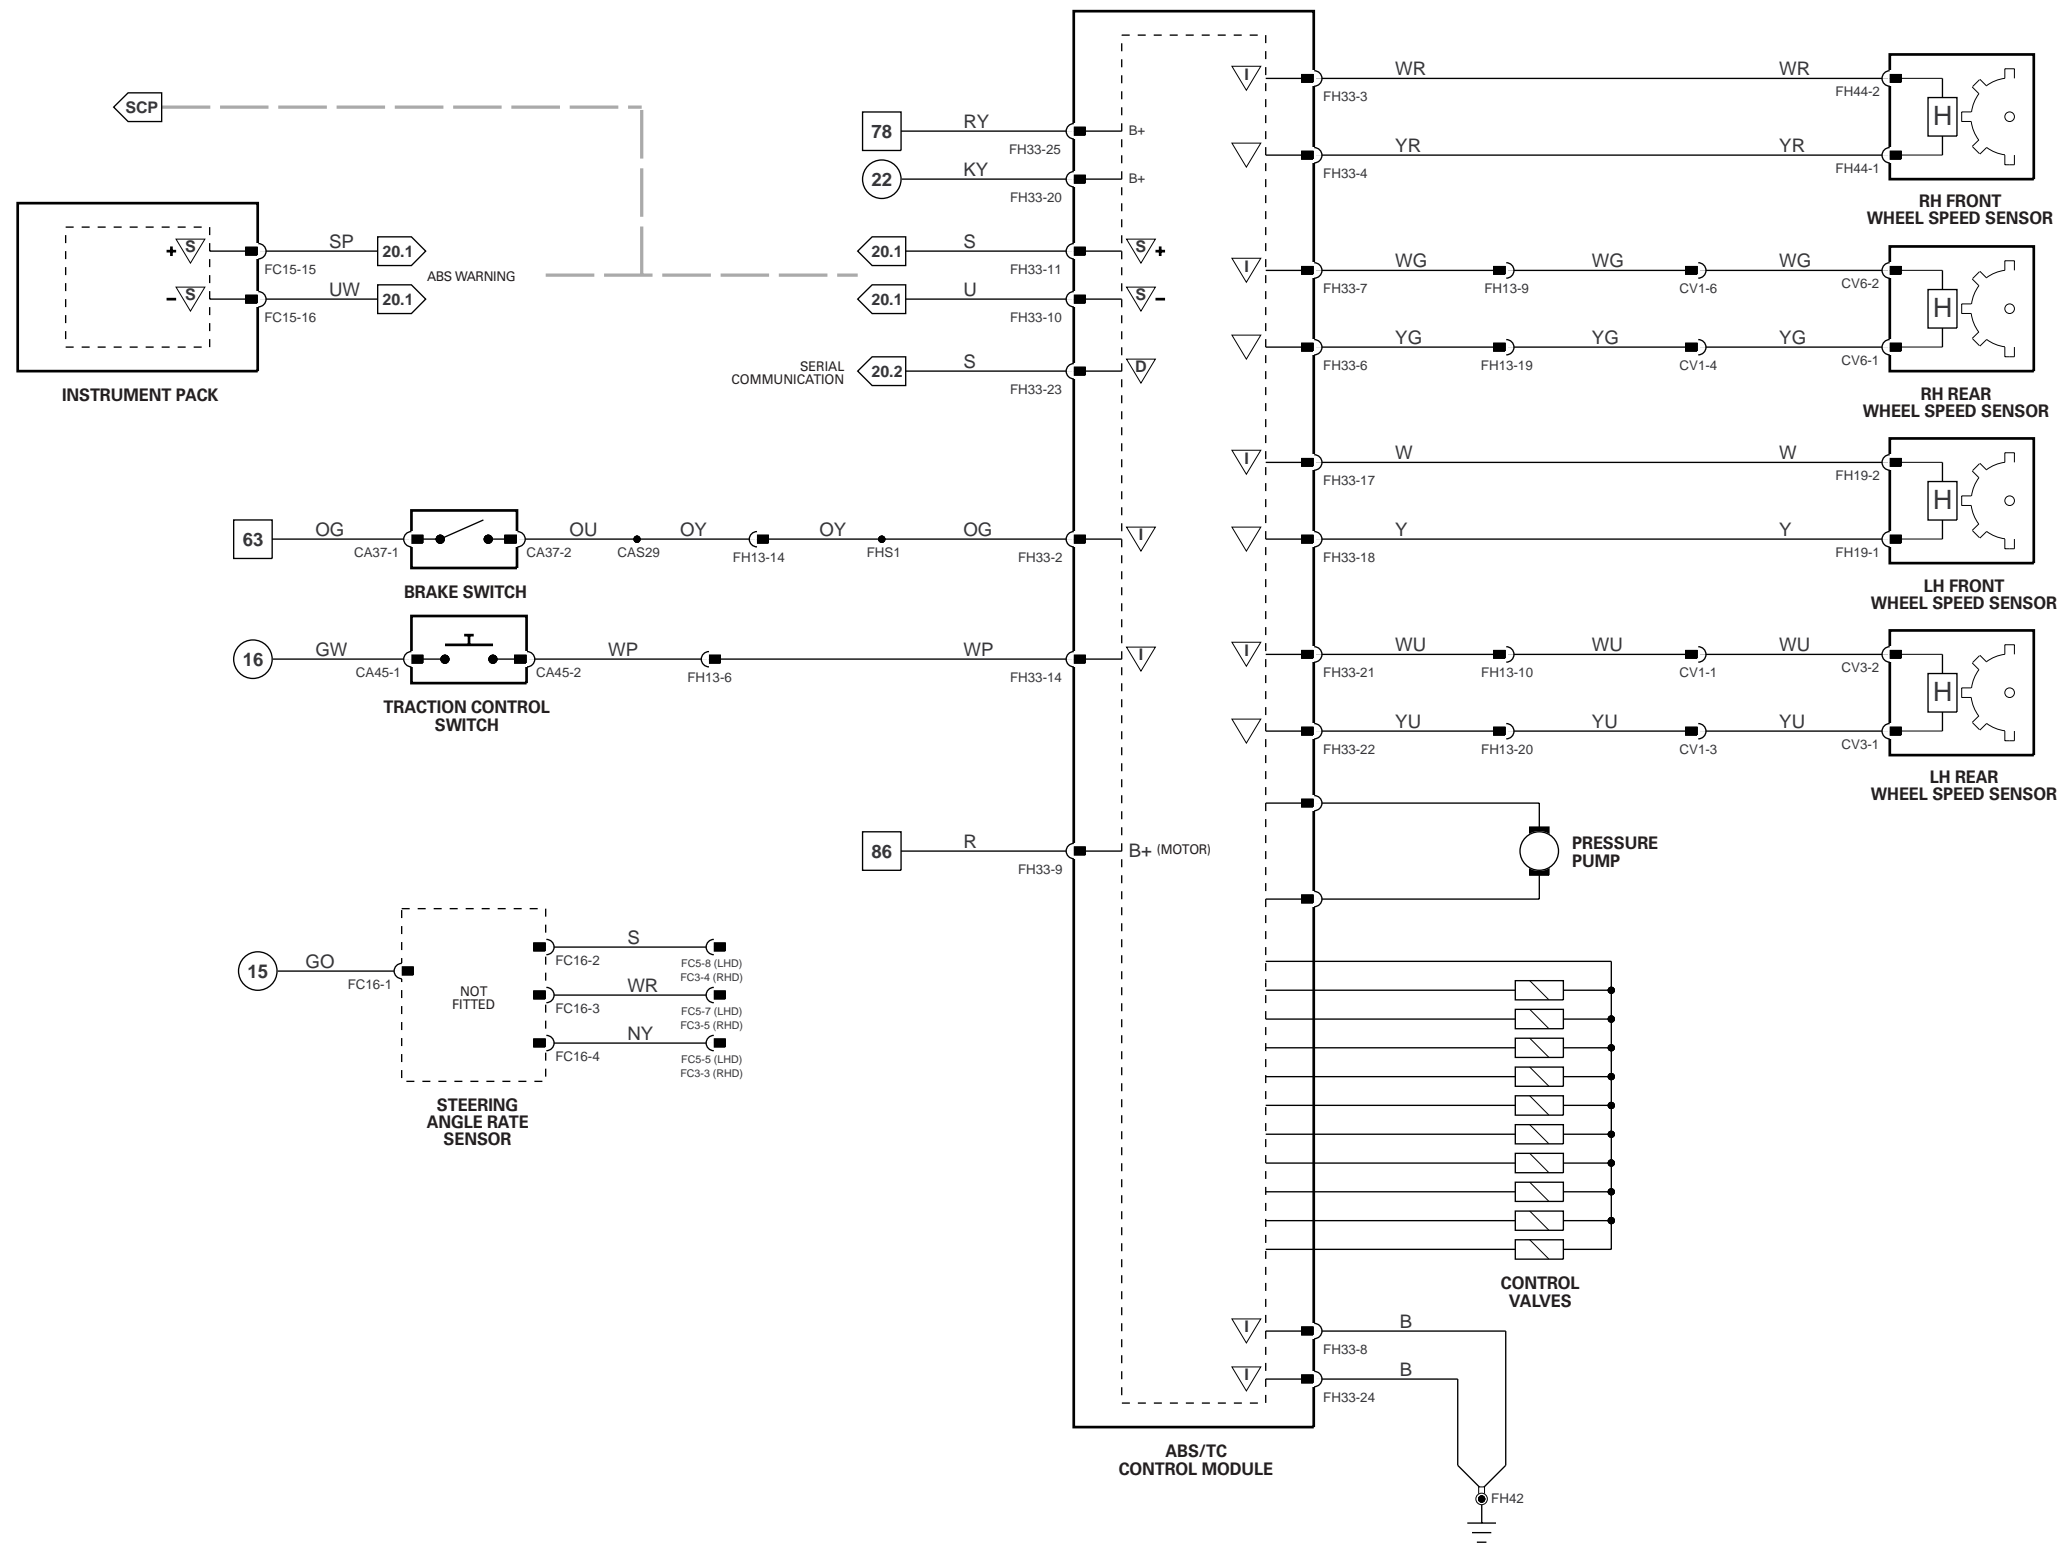 SCP
+ S
FC15-15
SP
20.1
ABS WARNING
- S
FC15-16
UW
20.1
INSTRUMENT PACK
78
RY
FH33-25
B+
22
KY
FH33-20
B+
20.1
S
FH33-11
S +
20.1
U
FH33-10
S -
SERIAL
COMMUNICATION
20.2
S
FH33-23
D
63
OG
CA37-1
CA37-2
OU
CAS29
OY
FH13-14
OY
FHS1
OG
FH33-2
I
BRAKE SWITCH
16
GW
CA45-1
CA45-2
WP
FH13-6
WP
FH33-14
I
TRACTION CONTROL
SWITCH
86
R
FH33-9
B+ (MOTOR)
15
GO
FC16-1
NOT
FITTED
FC16-2
S
FC5-8 (LHD)
FC3-4 (RHD)
FC16-3
WR
FC5-7 (LHD)
FC3-5 (RHD)
FC16-4
NY
FC5-5 (LHD)
FC3-3 (RHD)
STEERING
ANGLE RATE
SENSOR
I
FH33-3
WR
WR
FH44-2
FH33-4
YR
YR
FH44-1
H
RH FRONT
WHEEL SPEED SENSOR
I
FH33-7
WG
FH13-9
WG
CV1-6
WG
CV6-2
FH33-6
YG
FH13-19
YG
CV1-4
YG
CV6-1
H
RH REAR
WHEEL SPEED SENSOR
I
FH33-17
W
W
FH19-2
FH33-18
Y
Y
FH19-1
H
LH FRONT
WHEEL SPEED SENSOR
I
FH33-21
WU
FH13-10
WU
CV1-1
WU
CV3-2
FH33-22
YU
FH13-20
YU
CV1-3
YU
CV3-1
H
LH REAR
WHEEL SPEED SENSOR
PRESSURE
PUMP
CONTROL
VALVES
I
FH33-8
B
I
FH33-24
B
FH42
ABS/TC
CONTROL MODULE